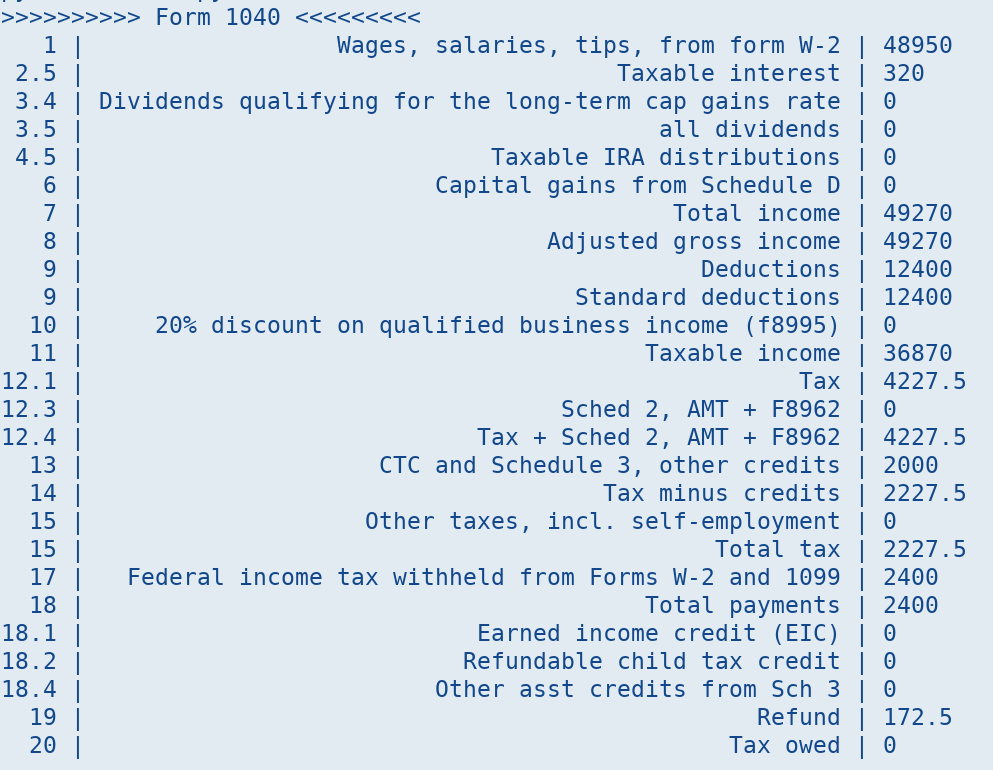 >>>>>>>>>> Form 1040 <<<<<<<<<
1 | Wages, salaries, tips, from form W-2 | 48950
2.5 | Taxable interest | 320
3.4 | Dividends qualifying for the long-term cap gains rate | 0
3.5 | all dividends | 0
4.5 | Taxable IRA distributions | 0
6 | Capital gains from Schedule D | 0
7 | Total income | 49270
8 | Adjusted gross income | 49270
9 | Deductions | 12400
9 | Standard deductions | 12400
10 | 20% discount on qualified business income (f8995) | 0
11 | Taxable income | 36870
12.1 | Tax | 4227.5
12.3 | Sched 2, AMT + F8962 | 0
12.4 | Tax + Sched 2, AMT + F8962 | 4227.5
13 | CTC and Schedule 3, other credits | 2000
14 | Tax minus credits | 2227.5
15 | Other taxes, incl. self-employment | 0
15 | Total tax | 2227.5
17 | Federal income tax withheld from Forms W-2 and 1099 | 2400
18 | Total payments | 2400
18.1 | Earned income credit (EIC) | 0
18.2 | Refundable child tax credit | 0
18.4 | Other asst credits from Sch 3 | 0
19 | Refund | 172.5
20 | Tax owed | 0